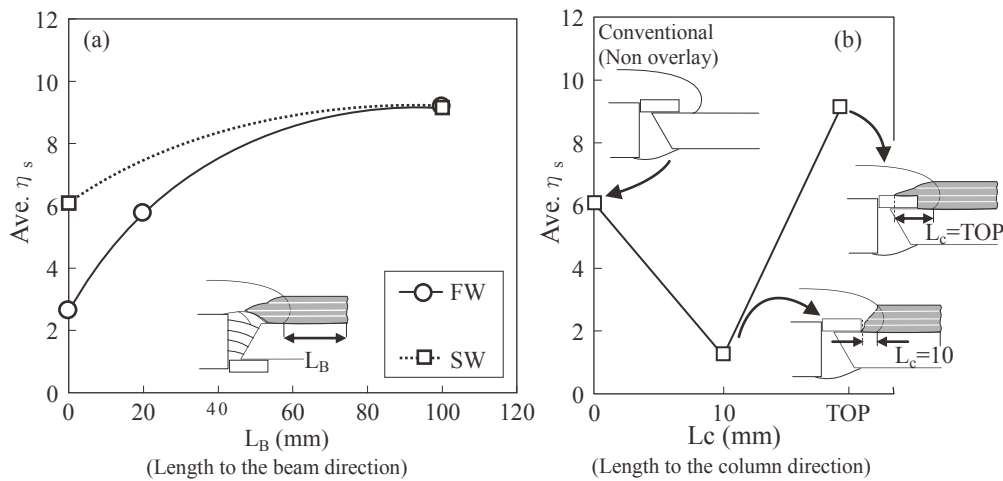 (a)
Ave. η s
12
10
8
6
4
2
0
FW
SW
L_B
0 20 40 60 80 100 120
L_B (mm)
(Length to the beam direction)
(b)
Conventional
(Non overlay)
Ave. η s
12
10
8
6
4
2
0
L_c=TOP
L_c=10
0 10 TOP
Lc (mm)
(Length to the column direction)